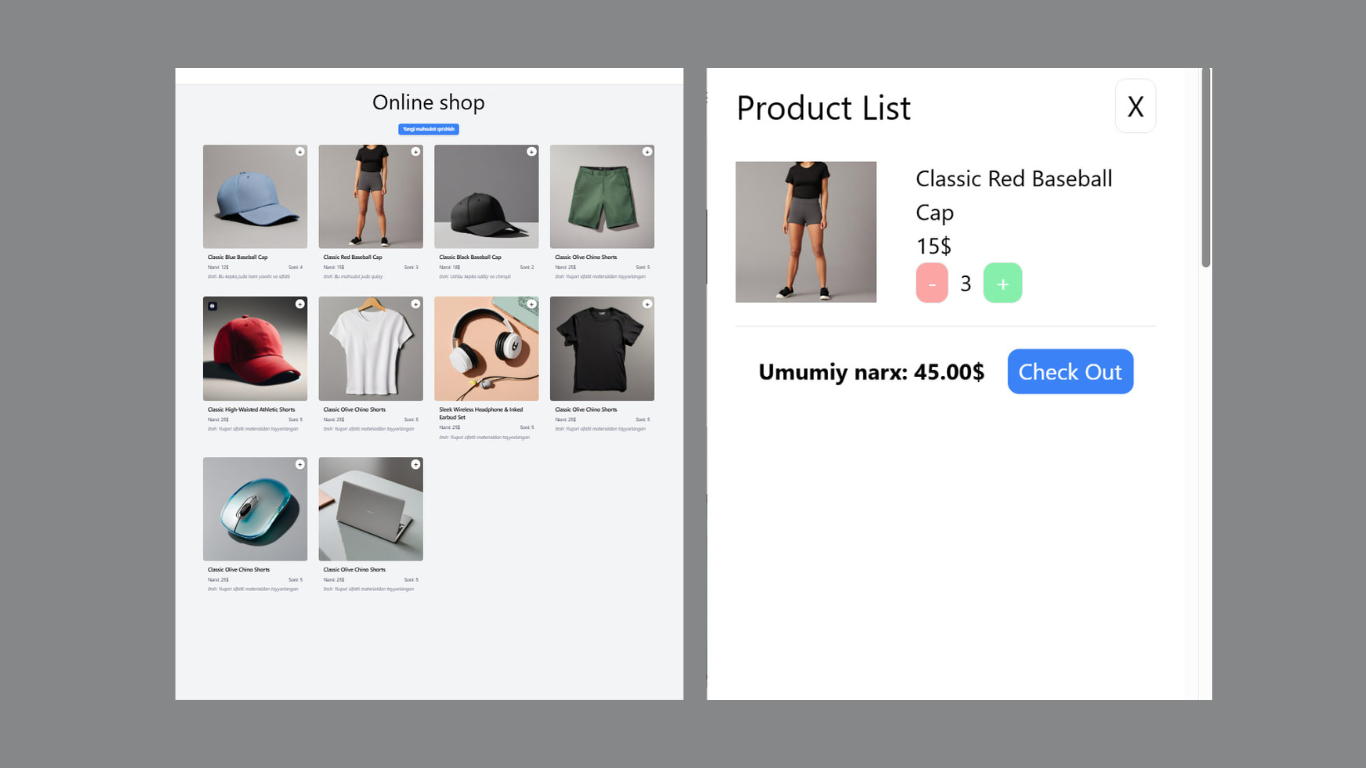 Online shop
Yangi mahsulot qo'shish
+
+
+
+
Classic Blue Baseball Cap
Narxi: 12$ Soni: 4
Classic Red Baseball Cap
Narxi: 15$ Soni: 3
Izoh: Bu mahsulot juda qulay
Classic Black Baseball Cap
Narxi: 18$ Soni: 2
Classic Olive Chino Shorts
Narxi: 25$ Soni: 5
Izoh: Yuqori sifatli materialdan tayyorlangan
+
+
+
+
Classic High-Waisted Athletic Shorts
Narxi: 25$ Soni: 5
Izoh: Yuqori sifatli materialdan tayyorlangan
Classic Olive Chino Shorts
Narxi: 25$ Soni: 5
Izoh: Yuqori sifatli materialdan tayyorlangan
Sleek Wireless Headphone & Inked
Earbud Set
Narxi: 25$ Soni: 5
Izoh: Yuqori sifatli materialdan tayyorlangan
Classic Olive Chino Shorts
Narxi: 25$ Soni: 5
Izoh: Yuqori sifatli materialdan tayyorlangan
+
+
Classic Olive Chino Shorts
Narxi: 25$ Soni: 5
Izoh: Yuqori sifatli materialdan tayyorlangan
Classic Olive Chino Shorts
Narxi: 25$ Soni: 5
Izoh: Yuqori sifatli materialdan tayyorlangan
Product List
X
Classic Red Baseball
Cap
15$
- 3 +
Umumiy narx: 45.00$ Check Out